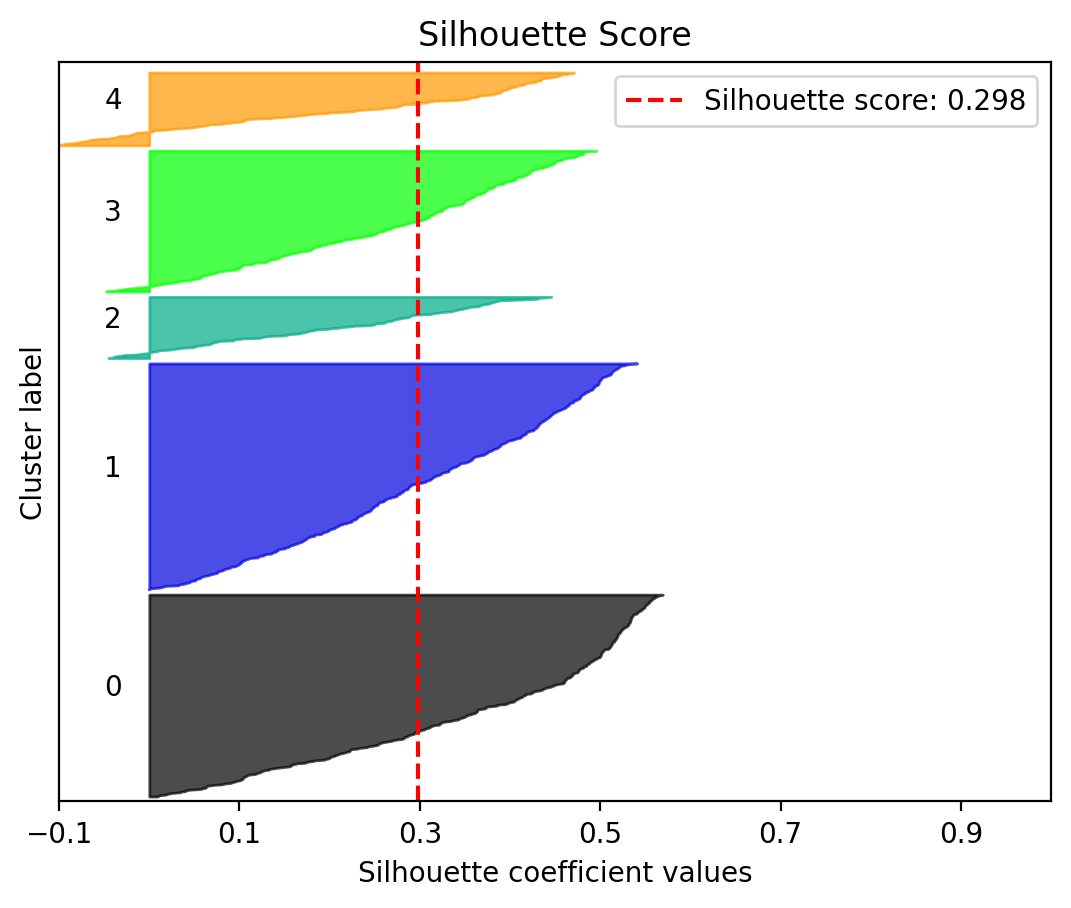 Silhouette Score
Silhouette score: 0.298
4
3
2
1
0
Cluster label
−0.1 0.1 0.3 0.5 0.7 0.9
Silhouette coefficient values